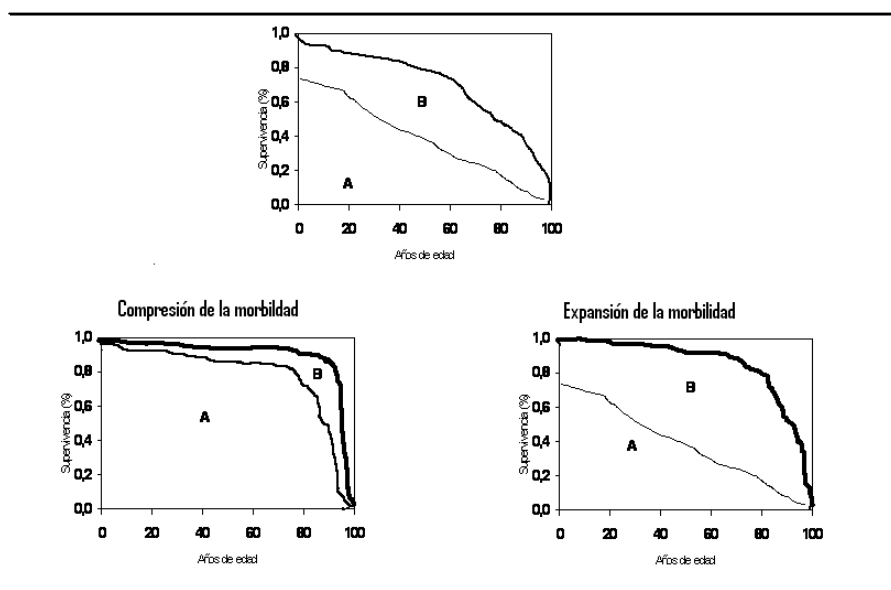 1,0
0,8
0,6
0,4
0,2
0,0
Supervivencia (%)
B
A
0 20 40 60 80 100
Años de edad
Compresión de la morbildad
1,0
0,8
0,6
0,4
0,2
0,0
Supervivencia (%)
B
A
0 20 40 60 80 100
Años de edad
Expansión de la morbilidad
1,0
0,8
0,6
0,4
0,2
0,0
Supervivencia (%)
B
A
0 20 40 60 80 100
Años de edad